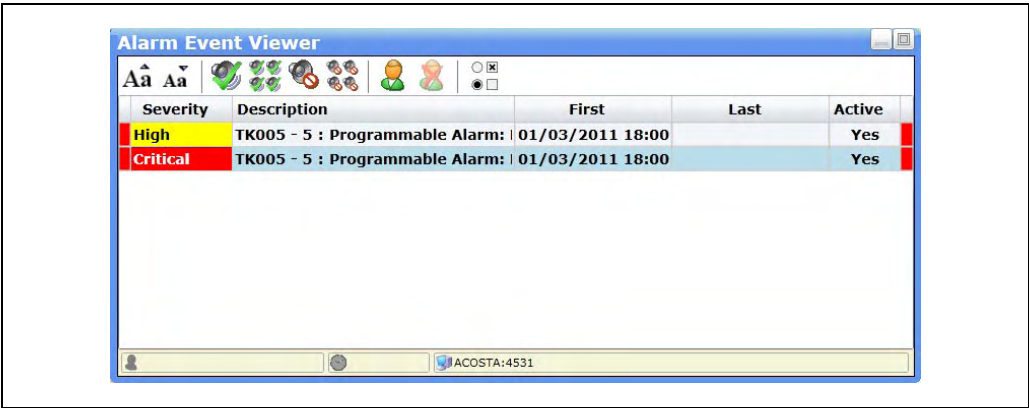 Alarm Event Viewer
Aa Aa
Severity Description First Last Active
High TK005 - 5 : Programmable Alarm: 01/03/2011 18:00 Yes
Critical TK005 - 5 : Programmable Alarm: 01/03/2011 18:00 Yes
ACOSTA:4531